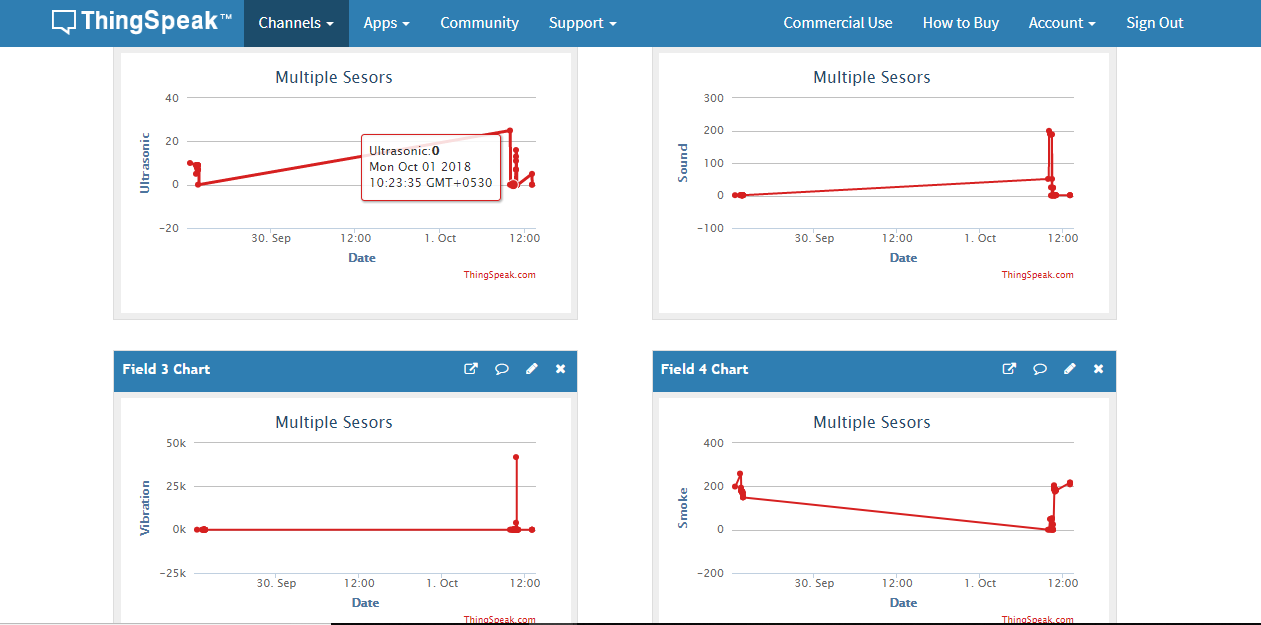 ThingSpeak™ Channels Apps Community Support Commercial Use How to Buy Account Sign Out
Multiple Sesors
40
20
0
−20
Ultrasonic
Ultrasonic:0
Mon Oct 01 2018
10:23:35 GMT+0530
30. Sep 12:00 1. Oct 12:00
Date
ThingSpeak.com
Multiple Sesors
300
200
100
0
−100
Sound
30. Sep 12:00 1. Oct 12:00
Date
ThingSpeak.com
Field 3 Chart
Multiple Sesors
50k
25k
0k
−25k
Vibration
30. Sep 12:00 1. Oct 12:00
Date
ThingSpeak.com
Field 4 Chart
Multiple Sesors
400
200
0
−200
Smoke
30. Sep 12:00 1. Oct 12:00
Date
ThingSpeak.com